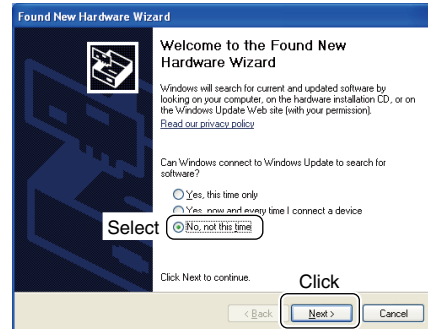 Found New Hardware Wizard
Welcome to the Found New
Hardware Wizard
Windows will search for current and updated software by
looking on your computer, on the hardware installation CD, or on
the Windows Update Web site (with your permission).
Read our privacy policy
Can Windows connect to Windows Update to search for
software?
Yes, this time only
Yes, now and every time I connect a device
Select No, not this time
Click Next to continue.
Click
< Back Next > Cancel